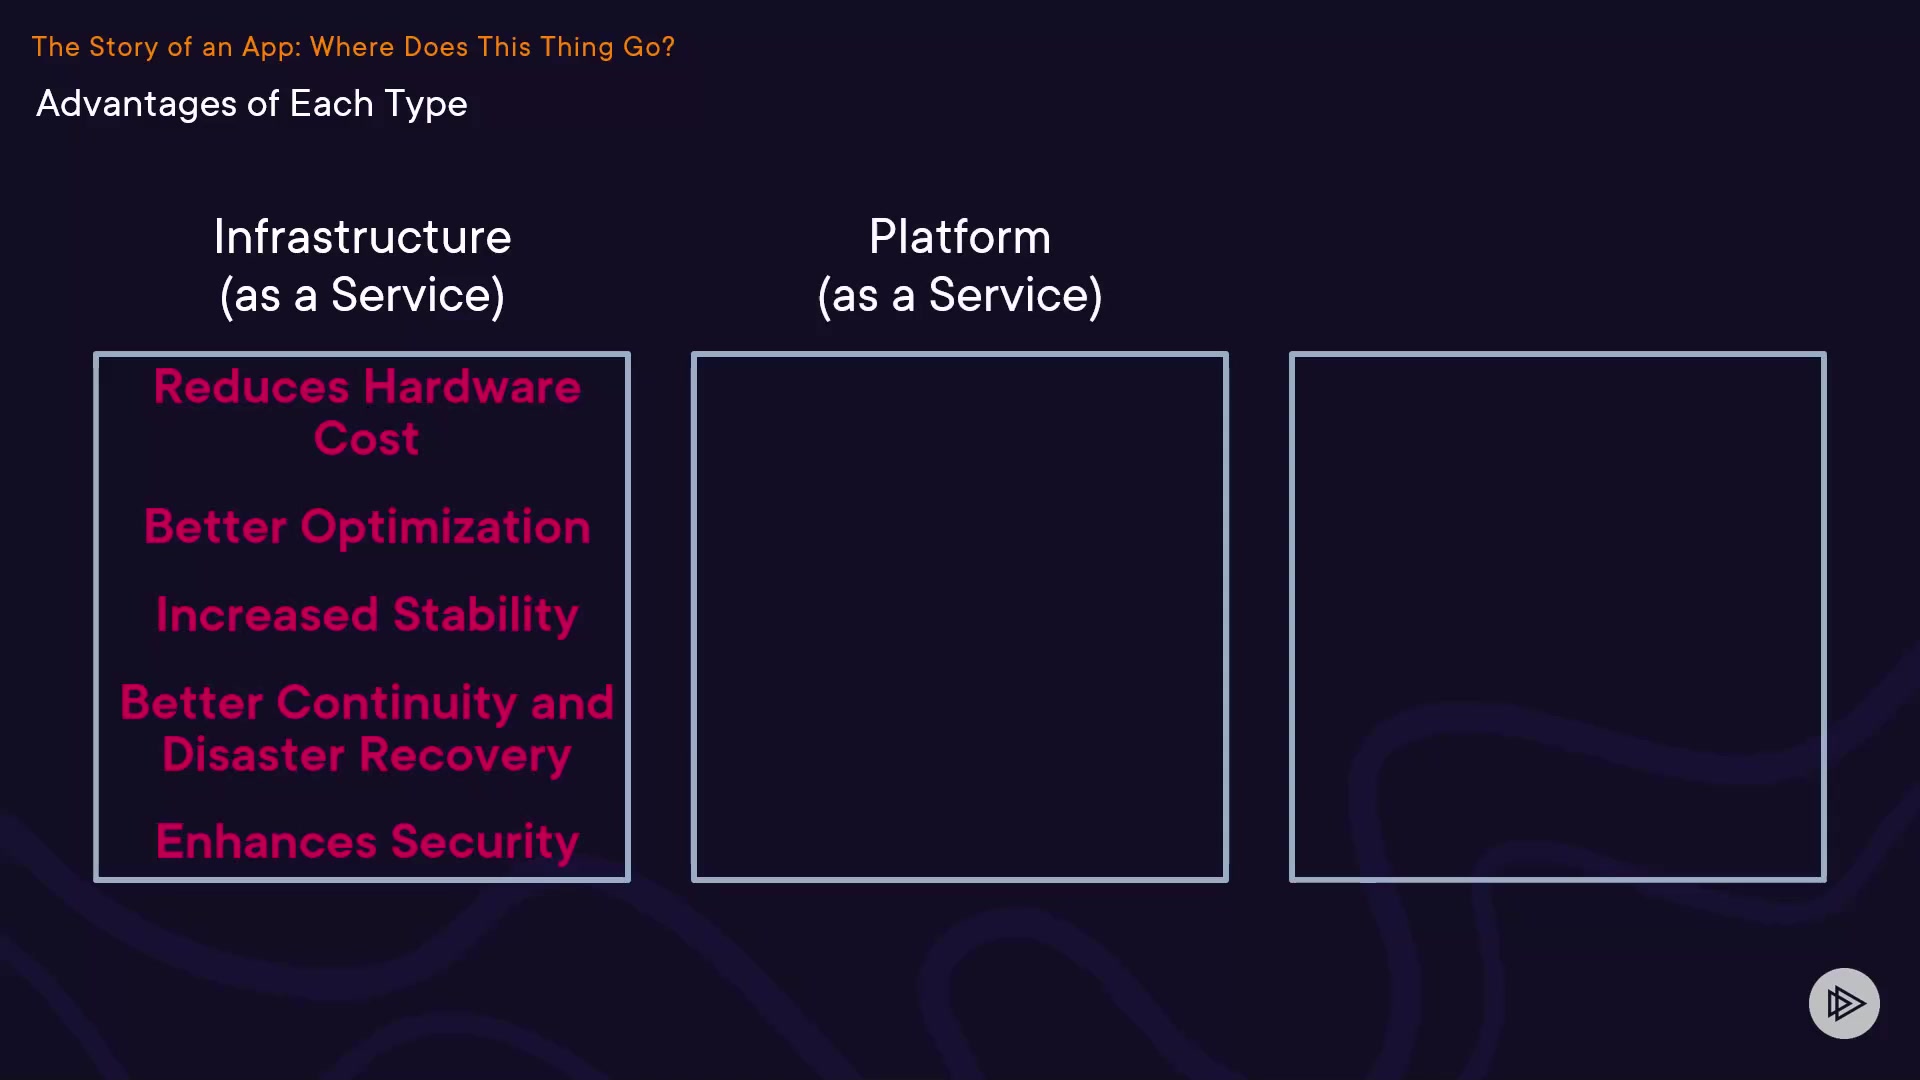 The Story of an App: Where Does This Thing Go?
Advantages of Each Type
Infrastructure
(as a Service)
Platform
(as a Service)
Reduces Hardware
Cost
Better Optimization
Increased Stability
Better Continuity and
Disaster Recovery
Enhances Security